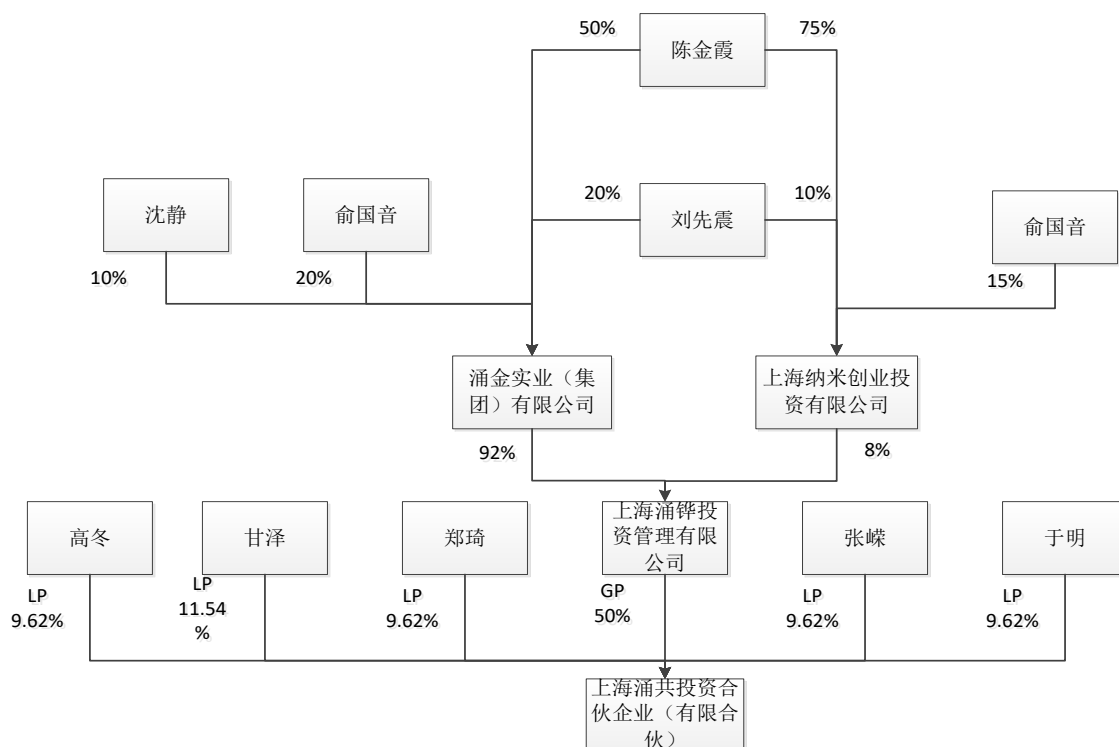 50%
陈金霞
75%
沈静
俞国音
20%
刘先震
10%
俞国音
10%
20%
15%
涌金实业（集
团）有限公司
上海纳米创业投
资有限公司
92%
8%
高冬
甘泽
郑琦
上海涌铧投
资管理有限
公司
张嵘
于明
LP
9.62%
LP
11.54
%
LP
9.62%
GP
50%
LP
9.62%
LP
9.62%
上海涌共投资合
伙企业（有限合
伙）